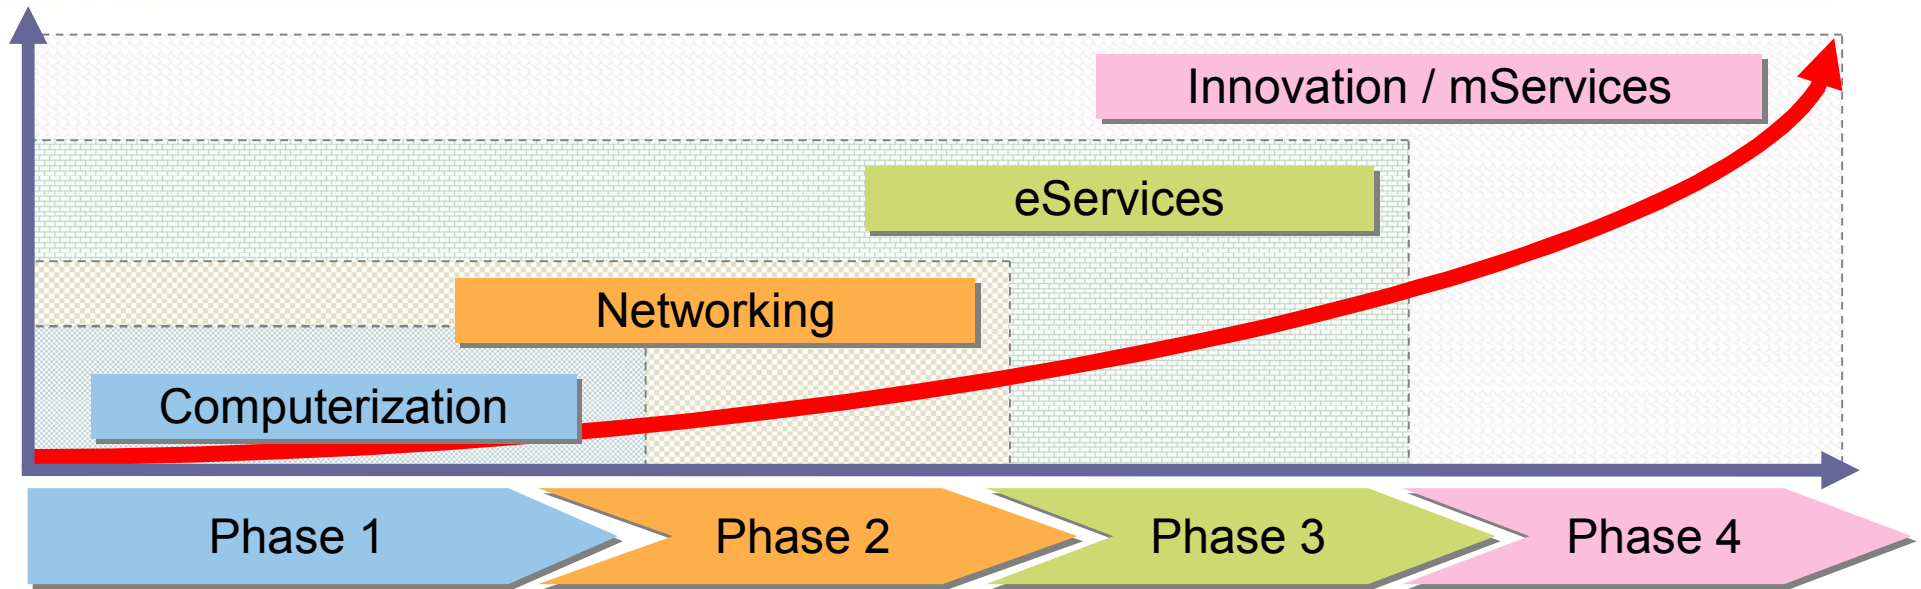 Innovation / mServices
eServices
Networking
Computerization
Phase 1
Phase 2
Phase 3
Phase 4